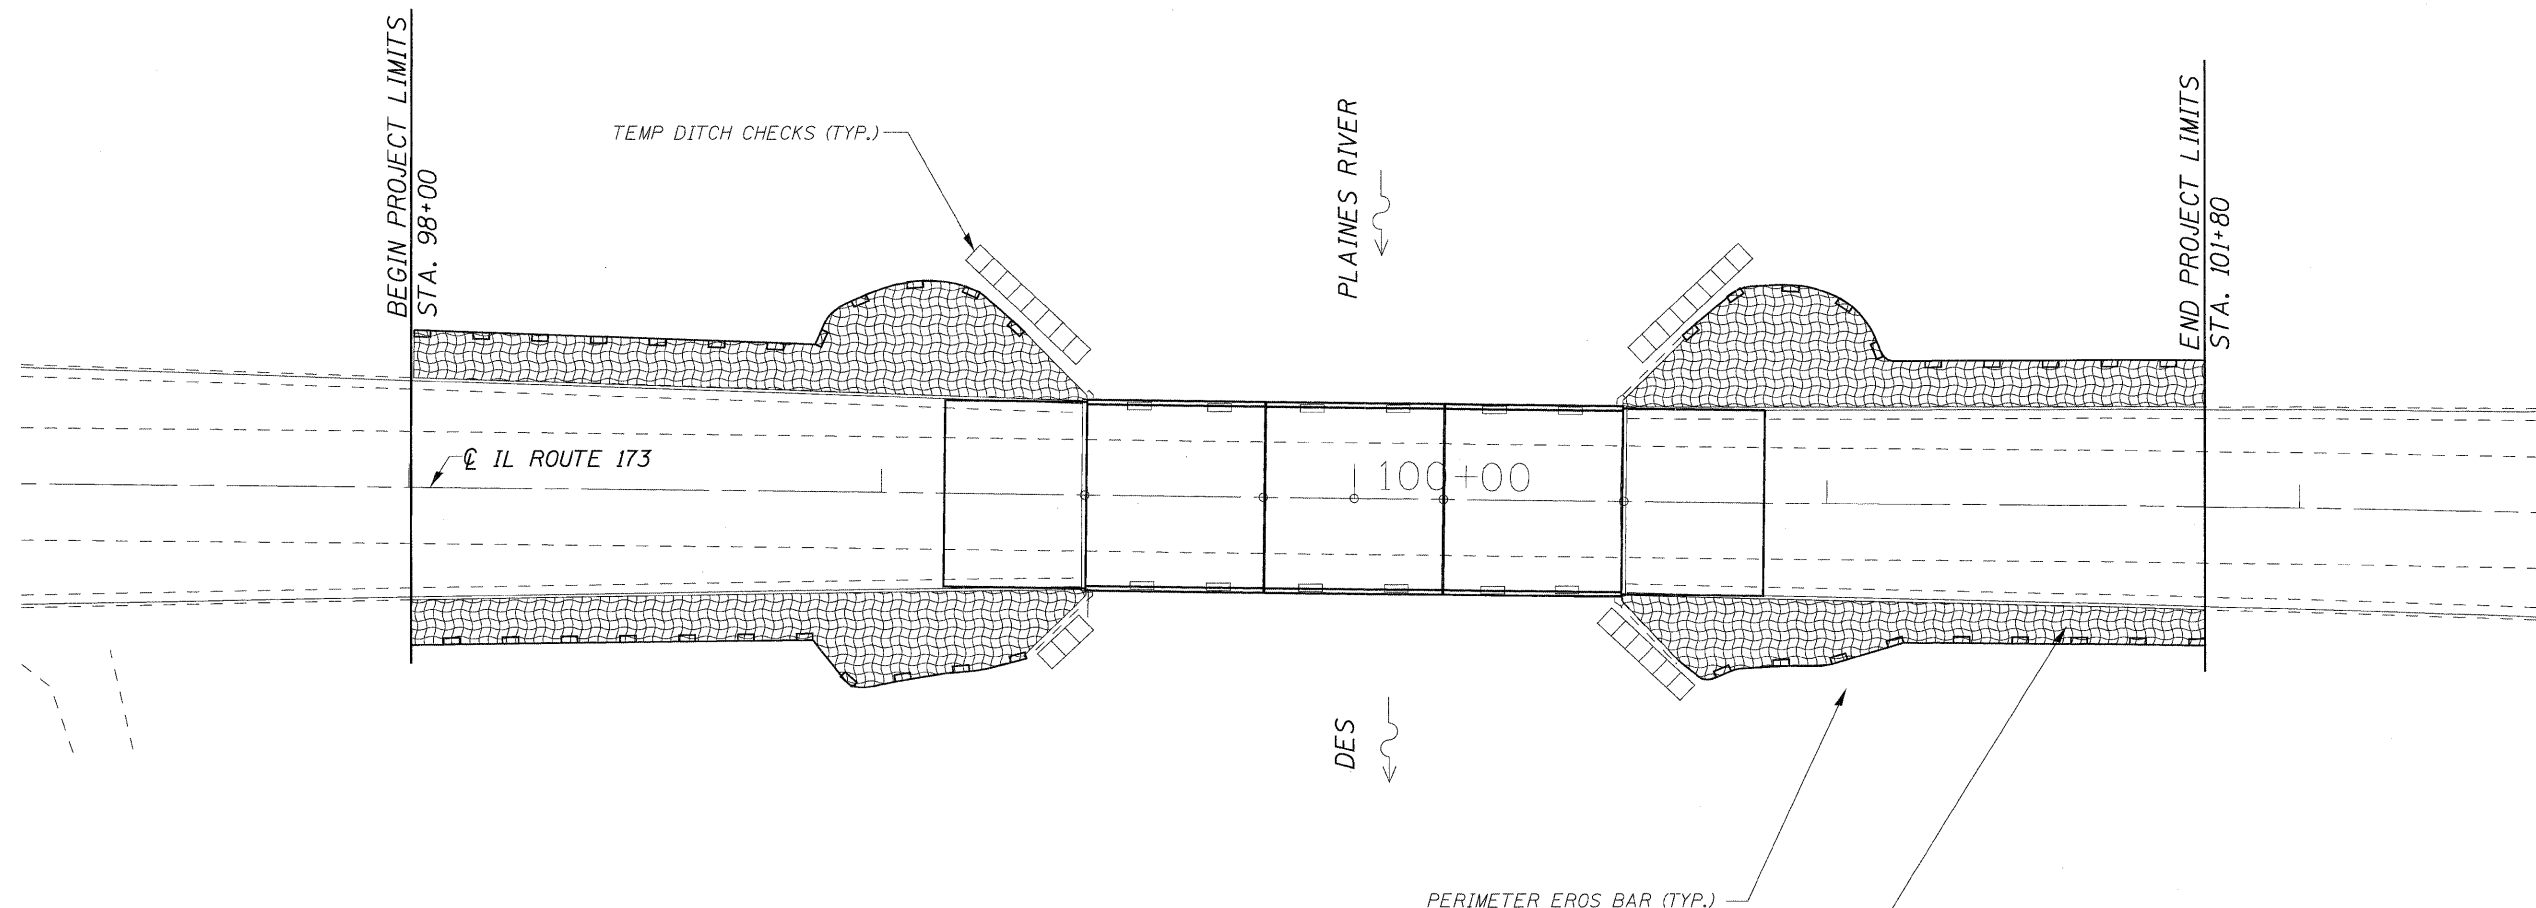 BEGIN PROJECT LIMITS
STA. 98+00
TEMP DITCH CHECKS (TYP.)
PLAINES RIVER
END PROJECT LIMITS
STA. 101+80
℄ IL ROUTE 173
100+00
DES
PERIMETER EROS BAR (TYP.)